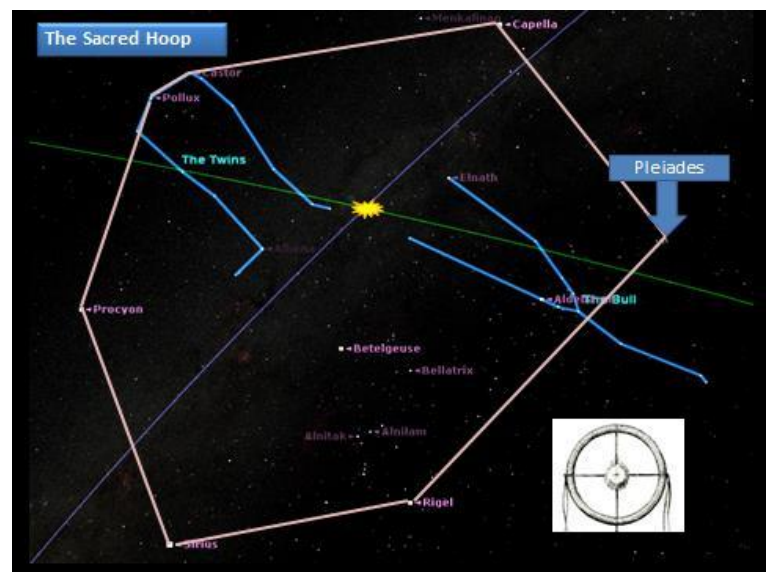 The Sacred Hoop
Menkalinan
Capella
Castor
Pollux
Pleiades
The Twins
Elnath
Alhena
The Bull
Procyon
Betelgeuse
Bellatrix
Alnitak
Alnilam
Rigel
Sirius